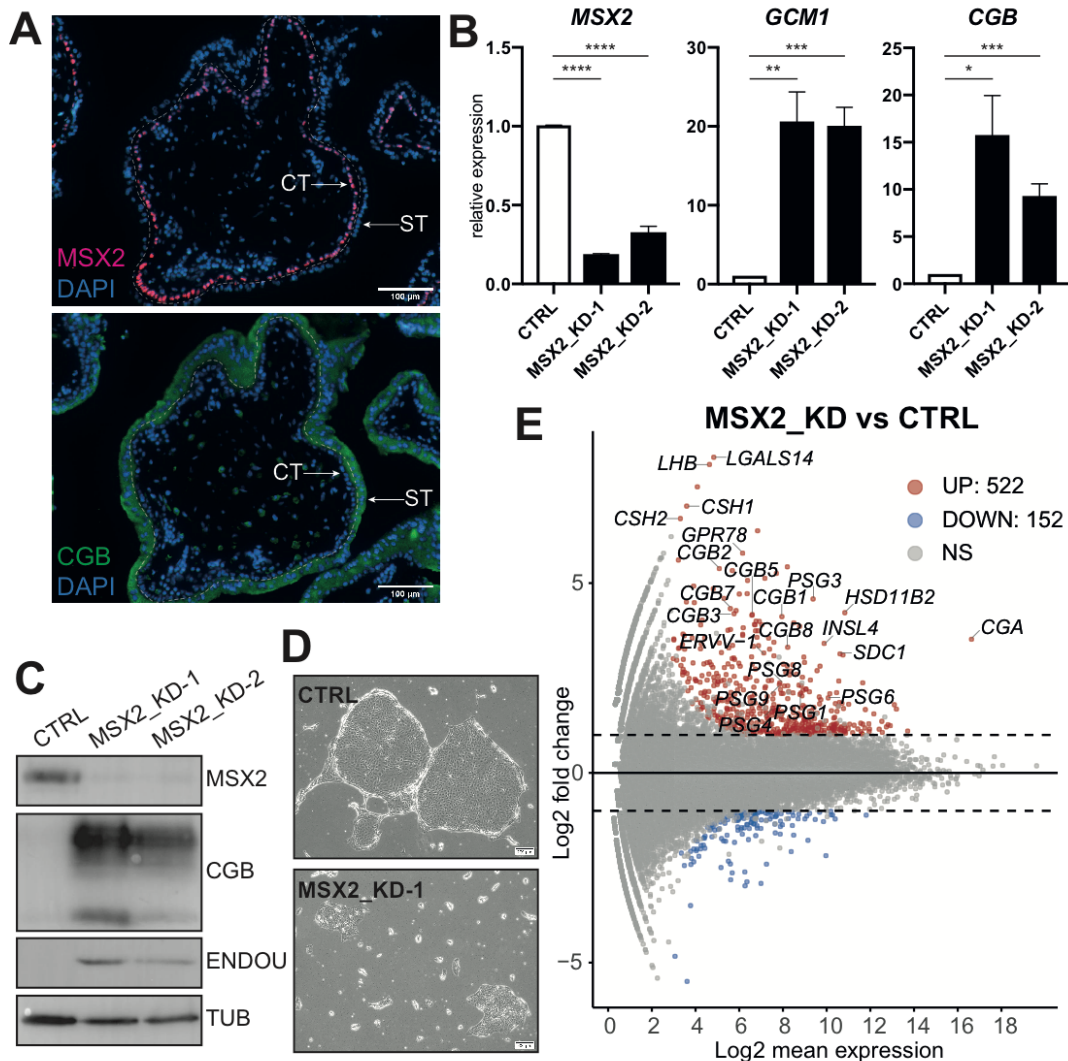 A
MSX2
DAPI
CT
ST
100 µm
CGB
DAPI
CT
ST
100 µm
B
MSX2
GCM1
CGB
relative expression
1.5
1.0
0.5
0.0
****
****
CTRL
MSX2_KD-1
MSX2_KD-2
30
20
10
0
***
**
CTRL
MSX2_KD-1
MSX2_KD-2
25
20
15
10
5
0
***
*
CTRL
MSX2_KD-1
MSX2_KD-2
C
CTRL
MSX2_KD-1
MSX2_KD-2
MSX2
CGB
ENDOU
TUB
D
CTRL
MSX2_KD-1
E
MSX2_KD vs CTRL
UP: 522
DOWN: 152
NS
LHB
LGALS14
CSH1
CSH2
GPR78
CGB2
CGB5
PSG3
CGB7
CGB1
HSD11B2
CGB3
CGB8
INSL4
CGA
ERVV-1
SDC1
PSG8
PSG9
PSG6
PSG4
PSG1
Log2 fold change
5
0
−5
0 2 4 6 8 10 12 14 16 18
Log2 mean expression